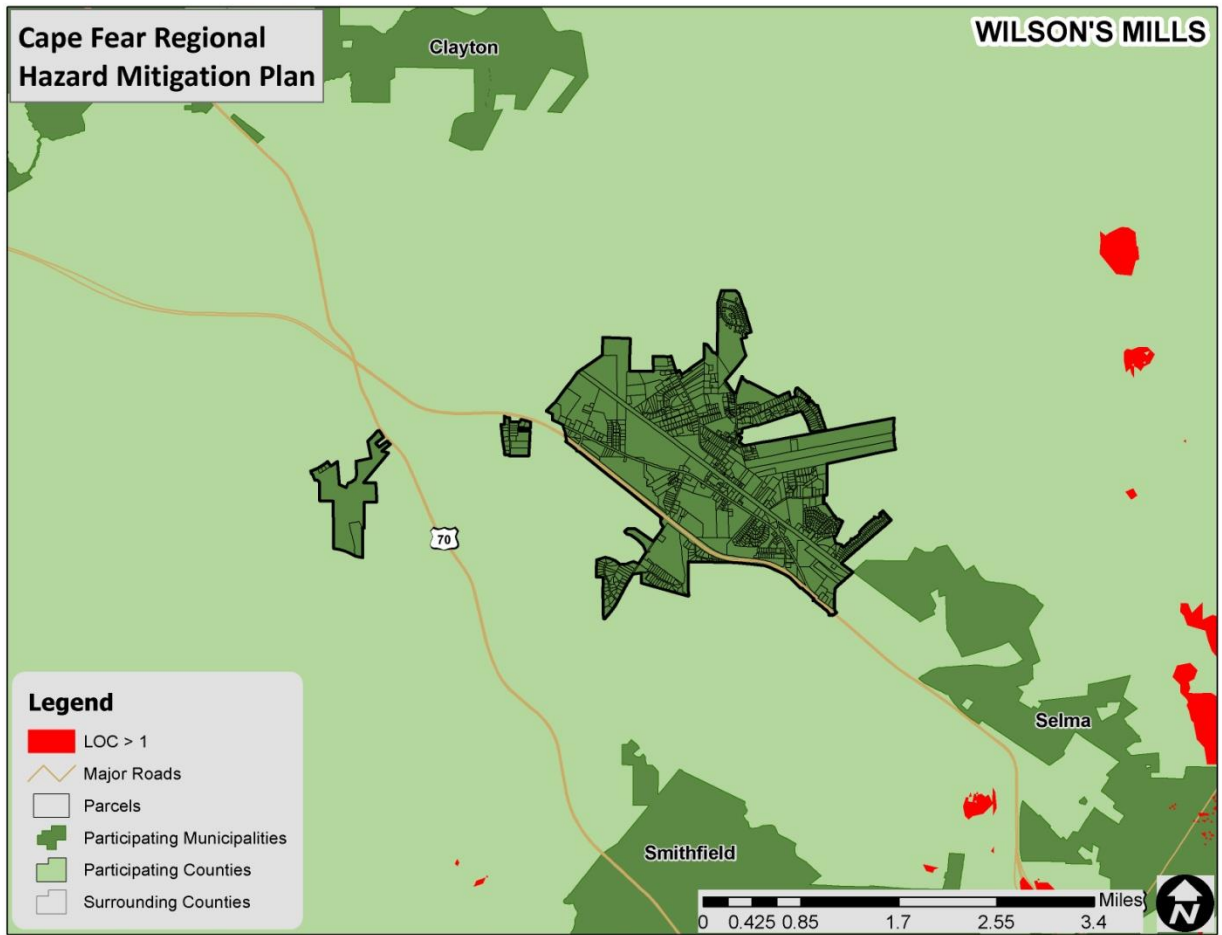 Cape Fear Regional
Hazard Mitigation Plan
WILSON'S MILLS
Clayton
70
Selma
Smithfield
Legend
LOC > 1
Major Roads
Parcels
Participating Municipalities
Participating Counties
Surrounding Counties
Miles
0 0.425 0.85 1.7 2.55 3.4
N